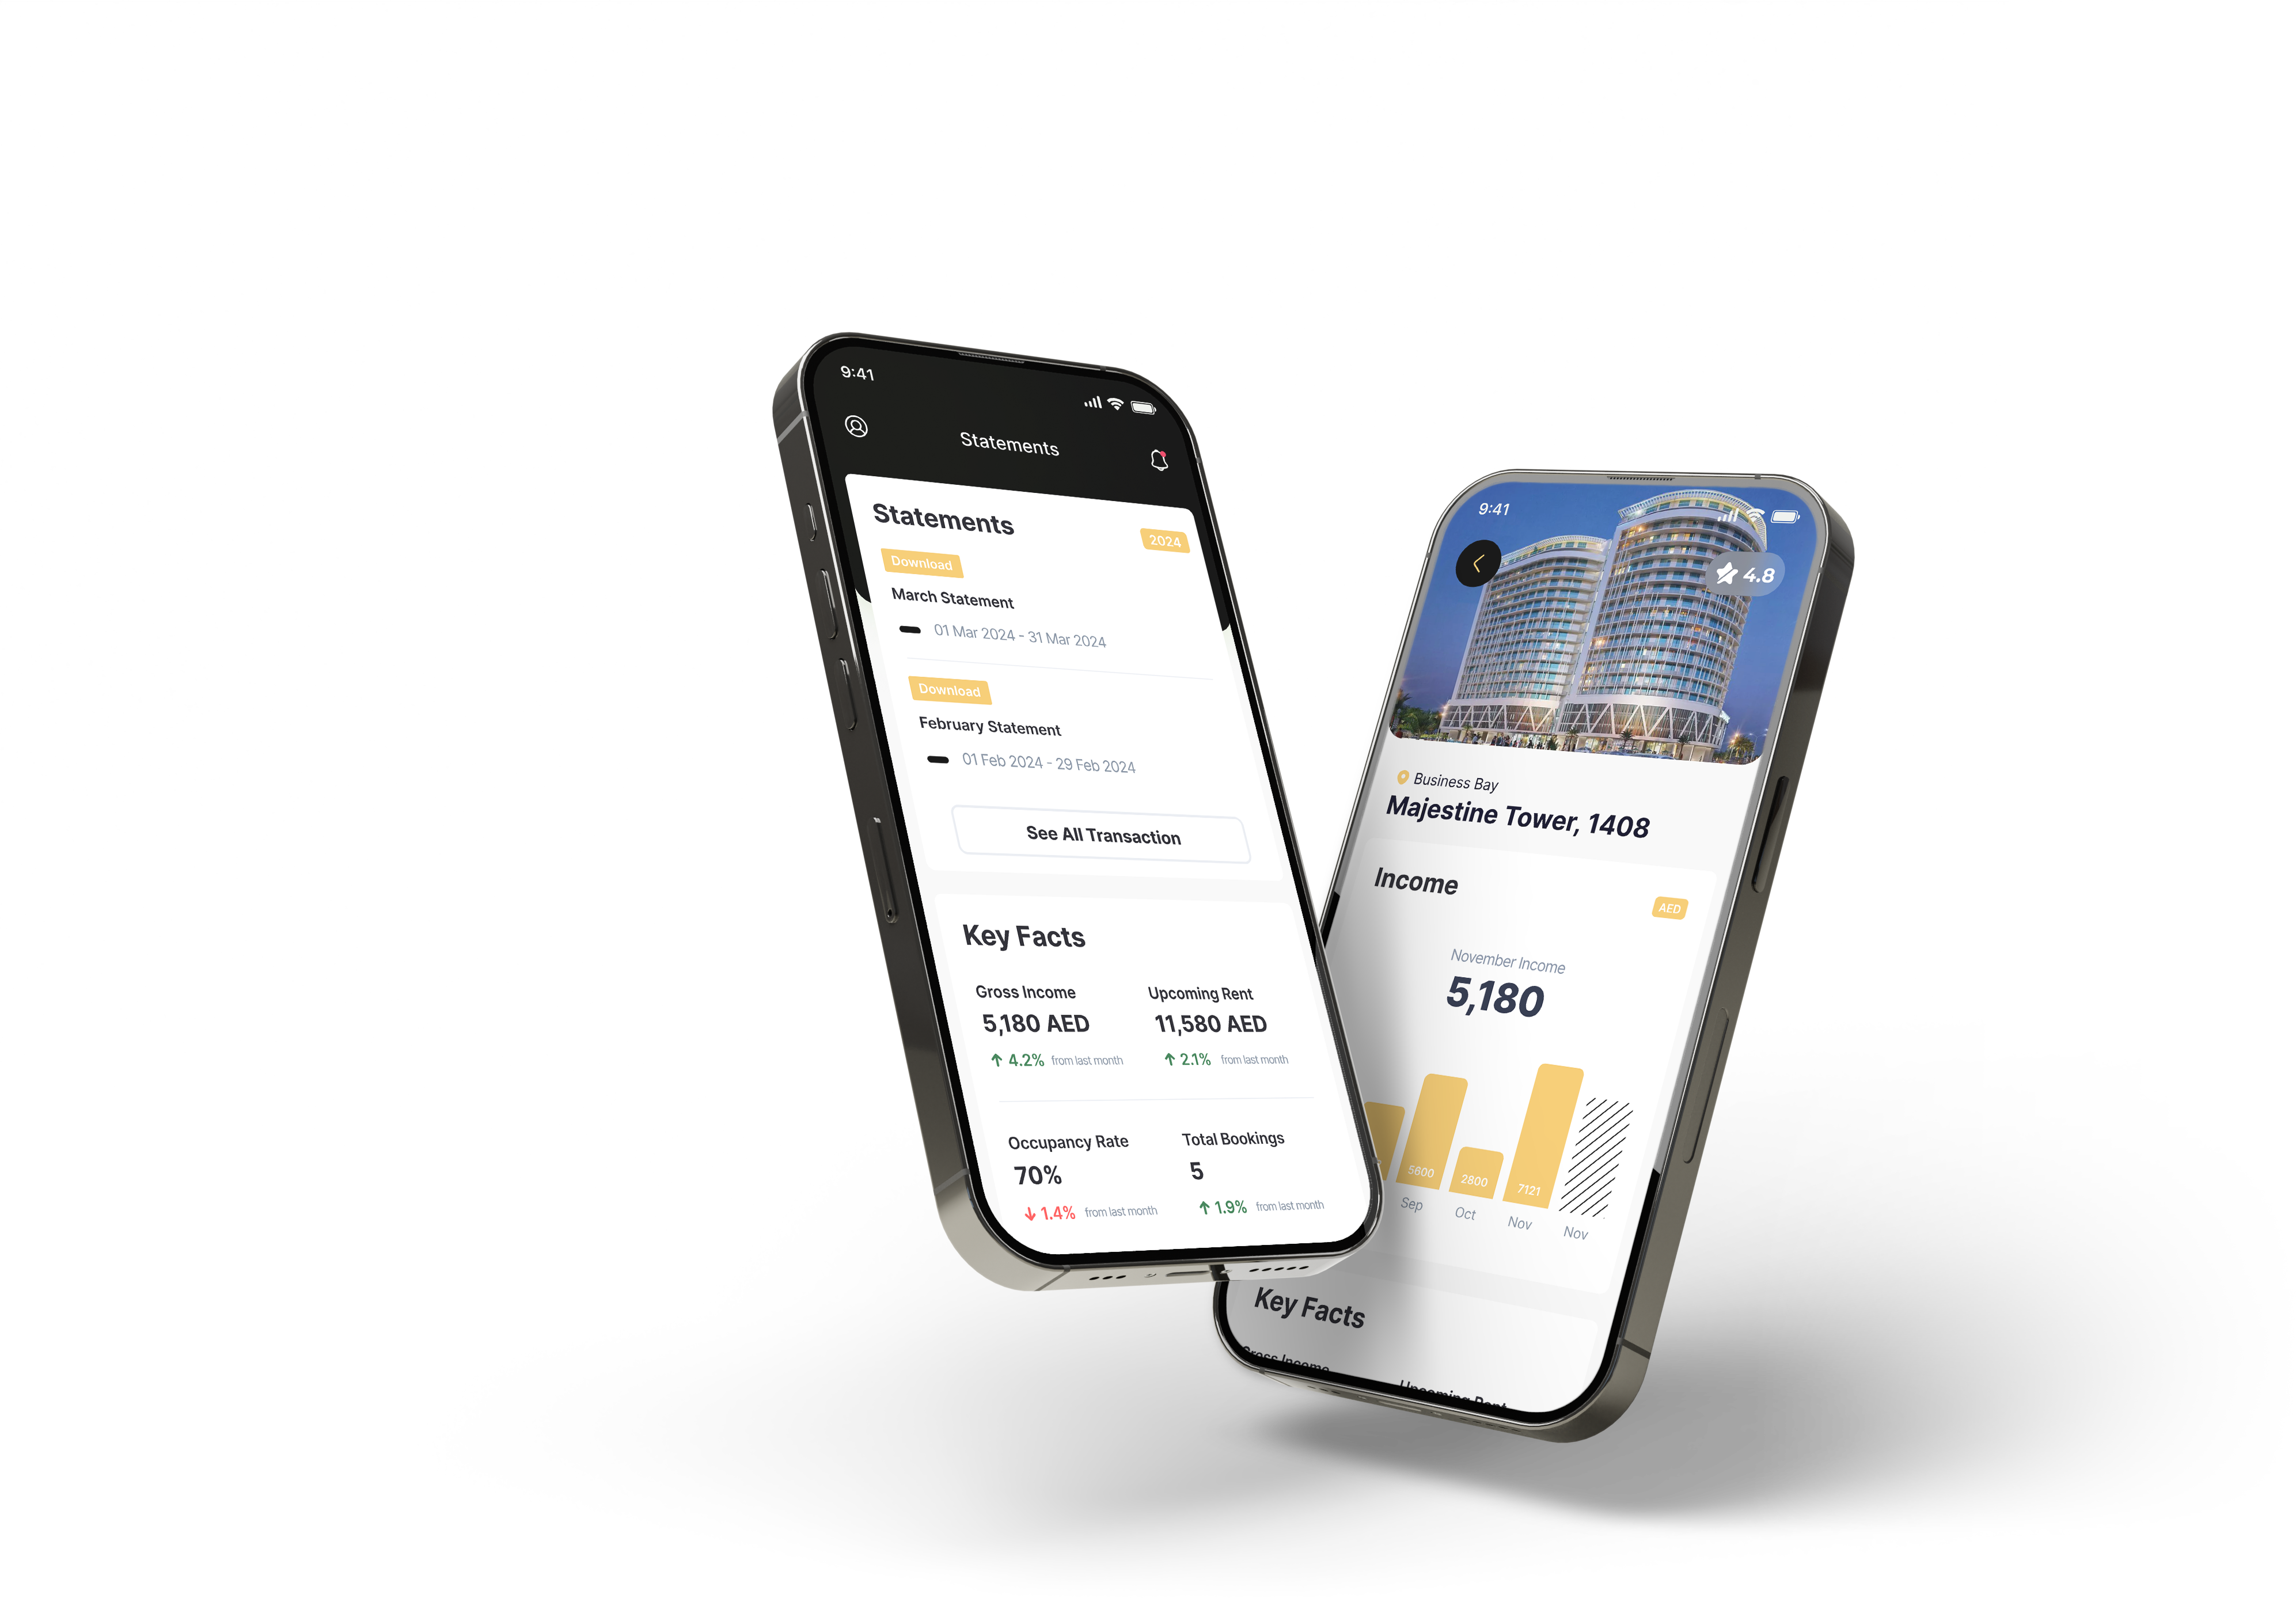 9:41
Statements
Statements
2024
Download
March Statement
01 Mar 2024 - 31 Mar 2024
Download
February Statement
01 Feb 2024 - 29 Feb 2024
See All Transaction
Key Facts
Gross Income
Upcoming Rent
5,180 AED
11,580 AED
4.2% from last month
2.1% from last month
Occupancy Rate
Total Bookings
70%
5
1.4% from last month
1.9% from last month
9:41
4.8
Business Bay
Majestine Tower, 1408
Income
AED
November Income
5,180
5600
2800
7121
Sep
Oct
Nov
Nov
Key Facts
Gross Income
Upcoming Rent